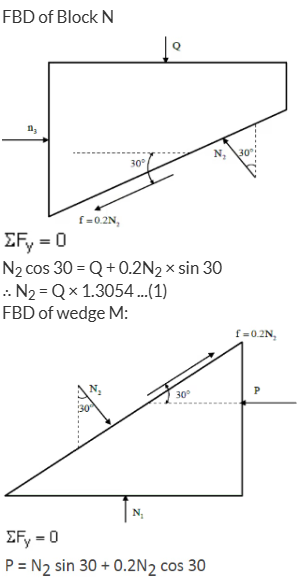 FBD of Block N
Q
n₃
30°
N₂ 30°
f = 0.2N₂
ΣFy = 0
N₂ cos 30 = Q + 0.2N₂ × sin 30
∴ N₂ = Q × 1.3054 ...(1)
FBD of wedge M:
f = 0.2N₂
N₂
30°
30°
P
N₁
ΣFy = 0
P = N₂ sin 30 + 0.2N₂ cos 30